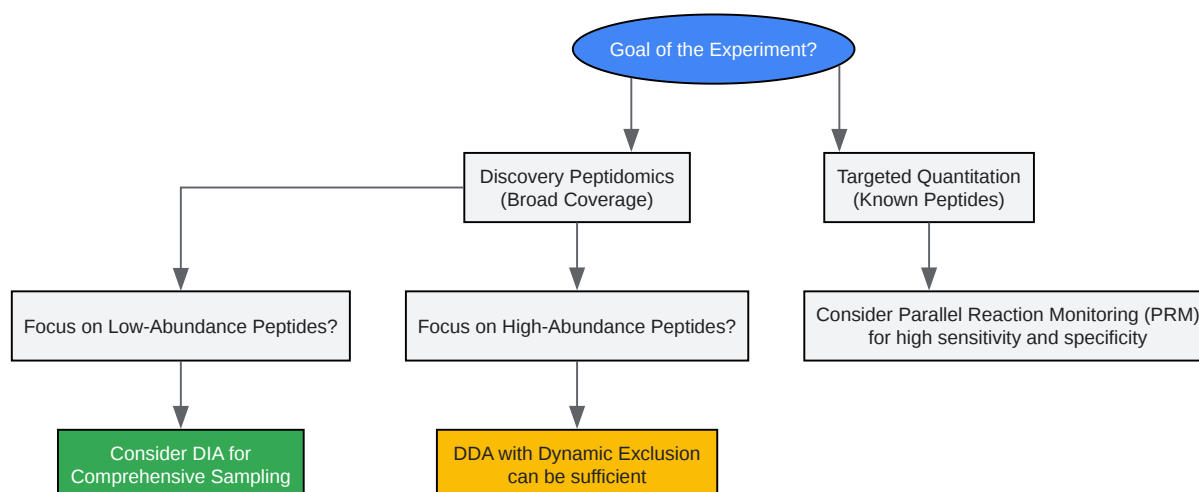 Goal of the Experiment?
Discovery Peptidomics
(Broad Coverage)
Targeted Quantitation
(Known Peptides)
Focus on Low-Abundance Peptides?
Focus on High-Abundance Peptides?
Consider Parallel Reaction Monitoring (PRM)
for high sensitivity and specificity
Consider DIA for
Comprehensive Sampling
DDA with Dynamic Exclusion
can be sufficient